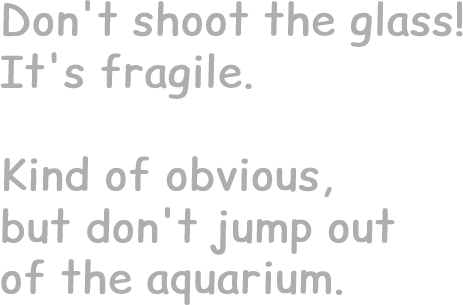 Don't shoot the glass!
It's fragile.
Kind of obvious,
but don't jump out
of the aquarium.